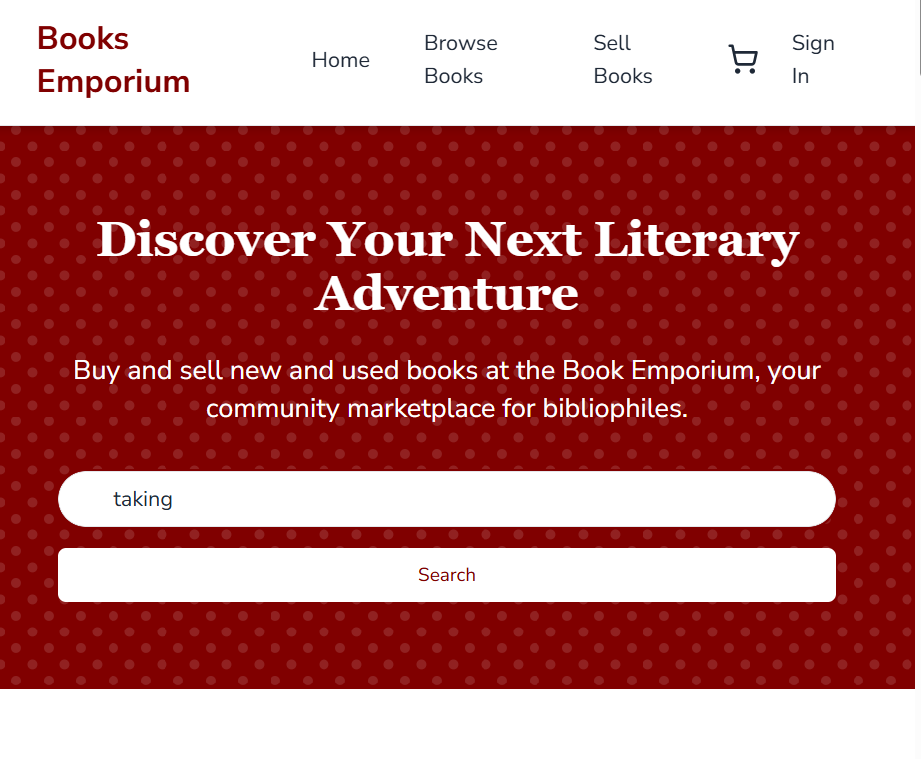 Books
Emporium
Home
Browse
Books
Sell
Books
Sign
In
Discover Your Next Literary
Adventure
Buy and sell new and used books at the Book Emporium, your
community marketplace for bibliophiles.
taking
Search